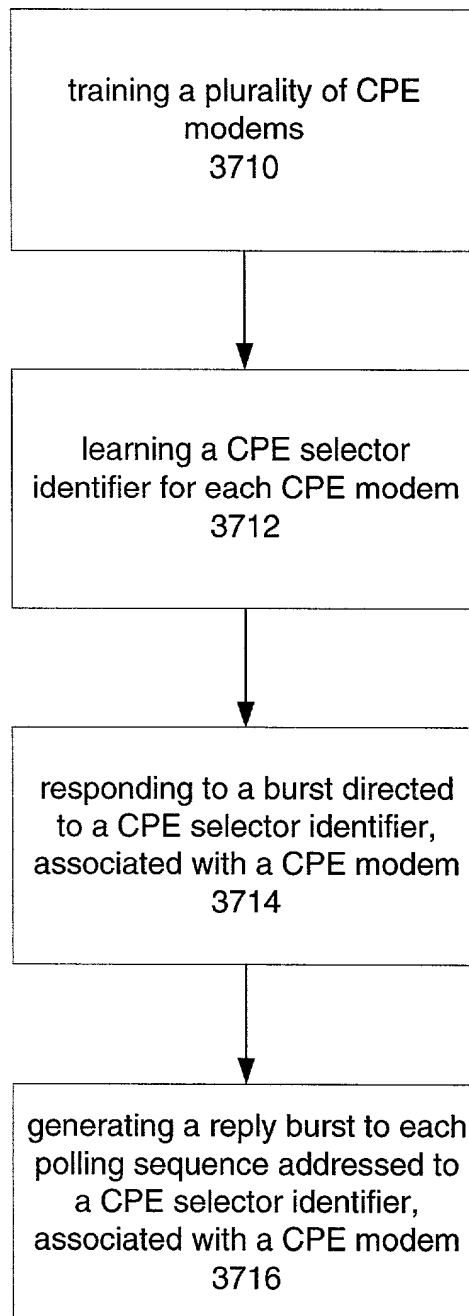 training a plurality of CPE
modems
3710
learning a CPE selector
identifier for each CPE modem
3712
responding to a burst directed
to a CPE selector identifier,
associated with a CPE modem
3714
generating a reply burst to each
polling sequence addressed to
a CPE selector identifier,
associated with a CPE modem
3716